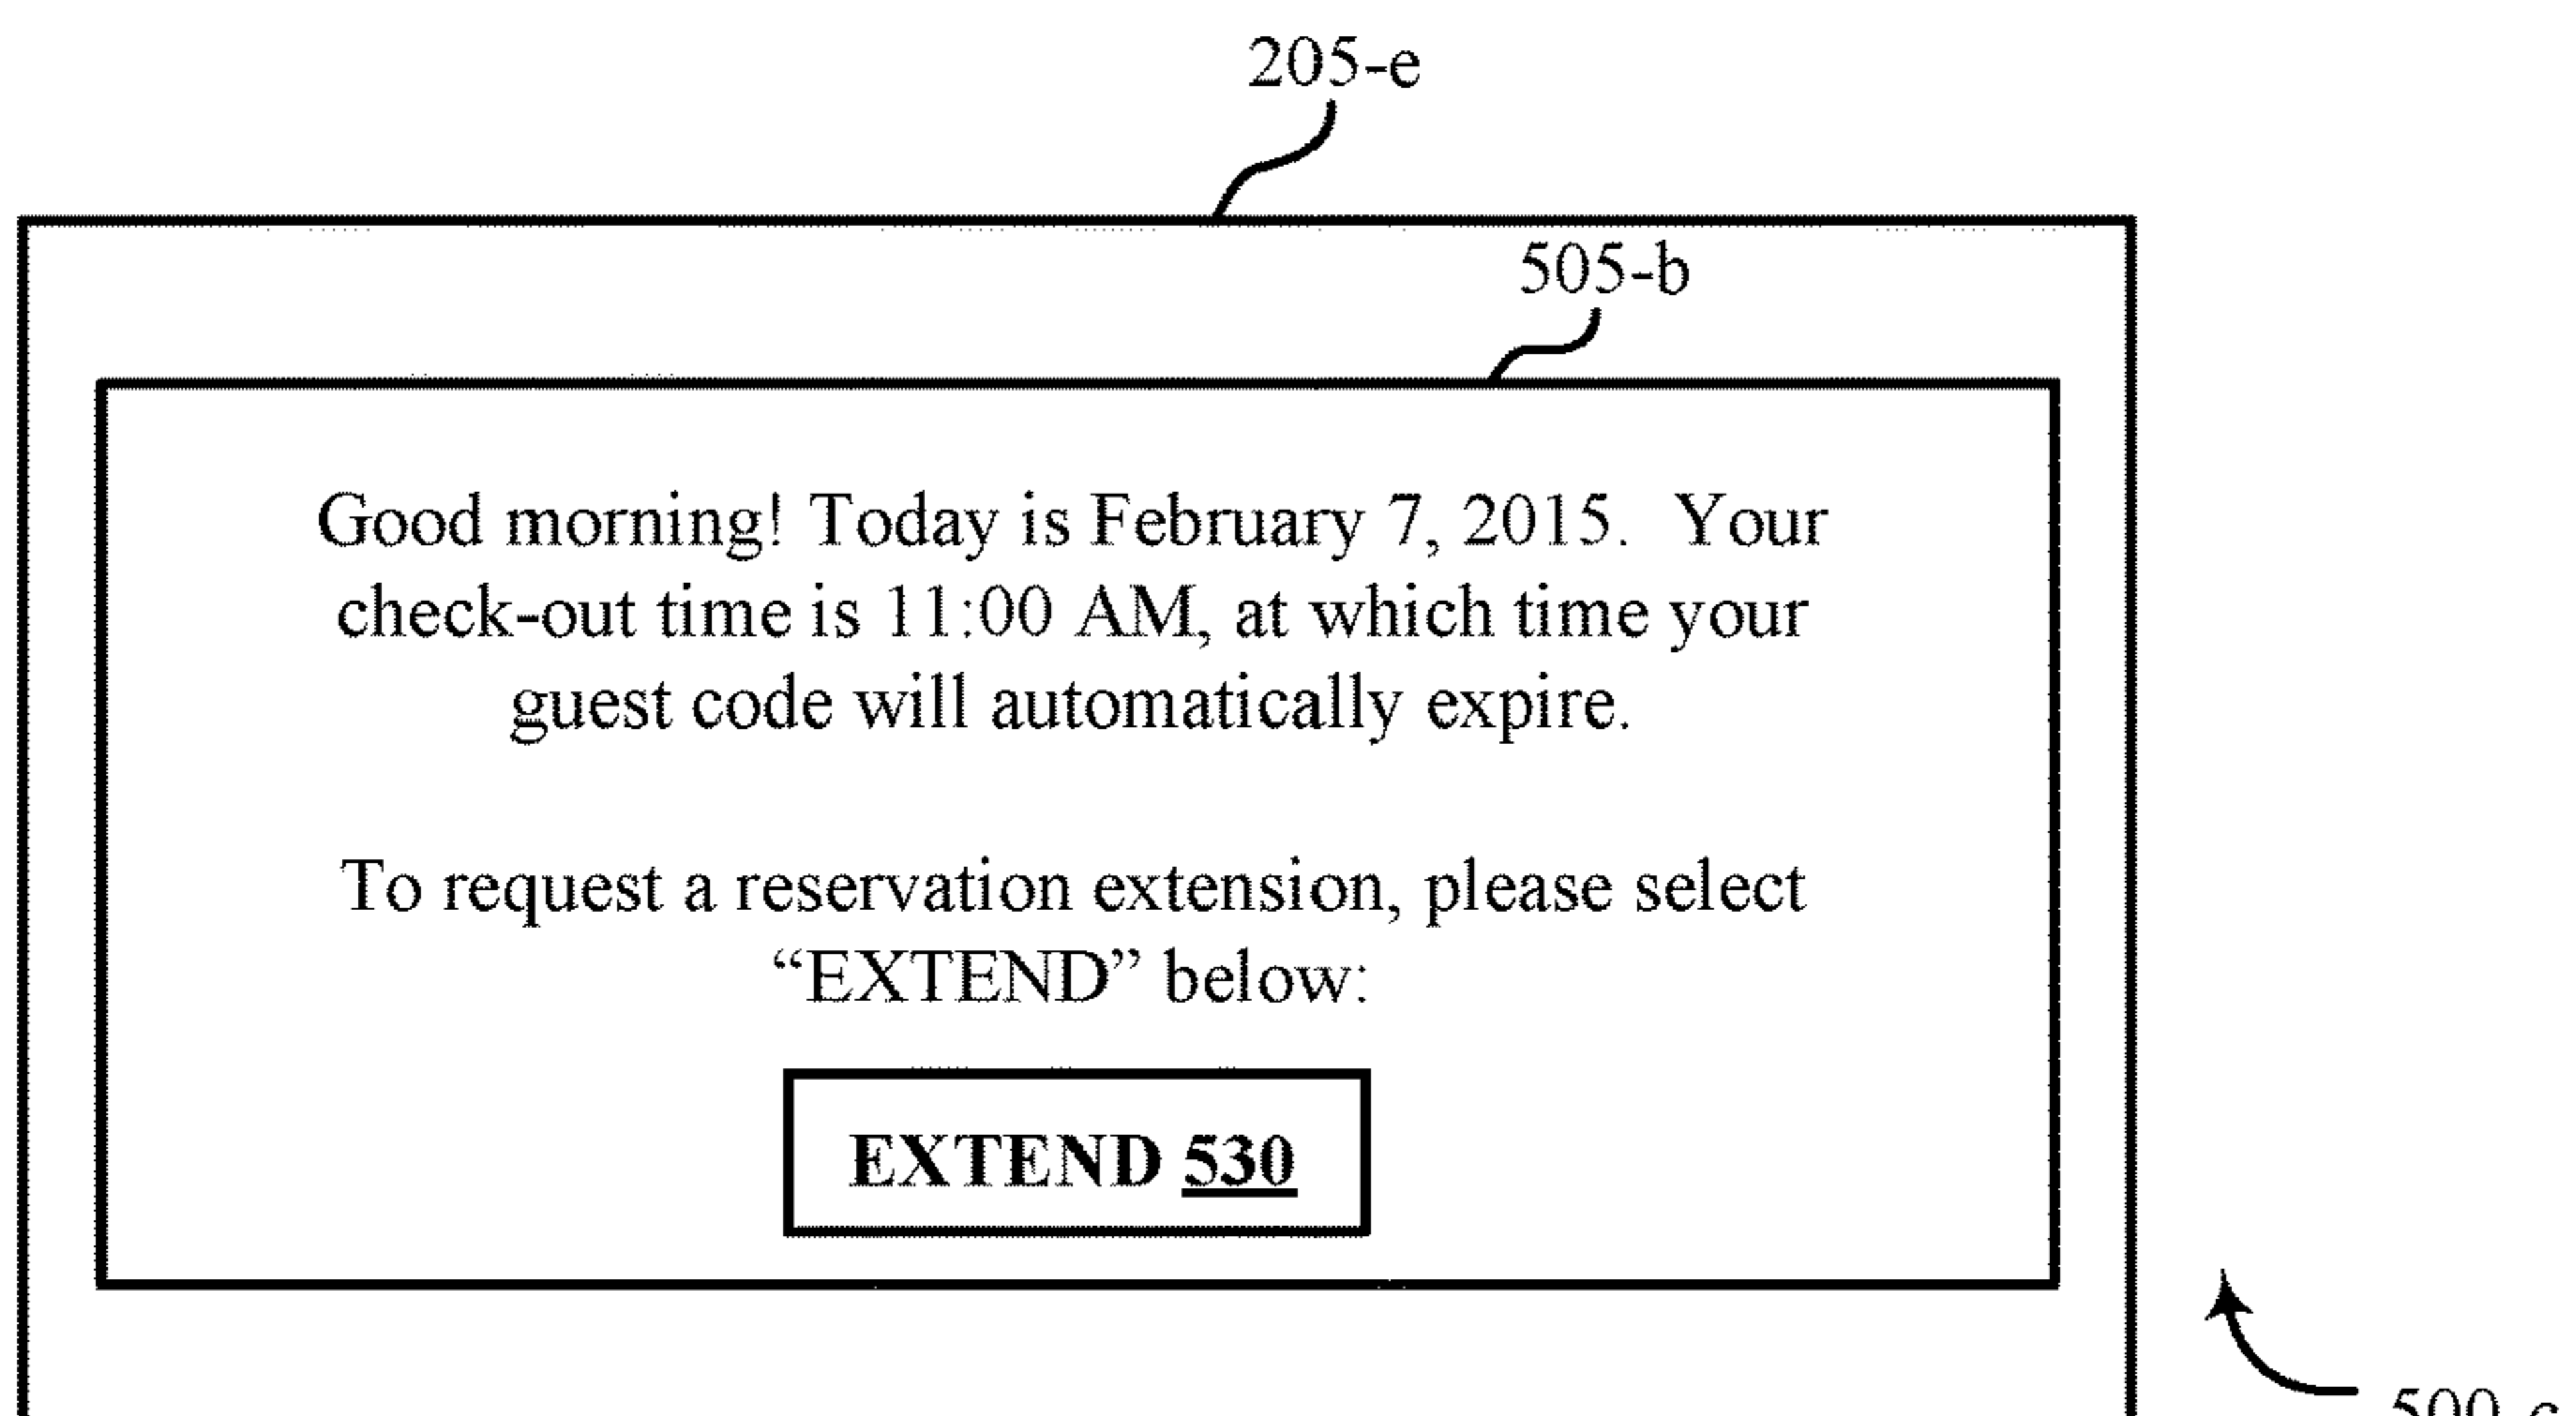 205-e
505-b
Good morning! Today is February 7, 2015. Your
check-out time is 11:00 AM, at which time your
guest code will automatically expire.
To request a reservation extension, please select
“EXTEND” below:
EXTEND 530